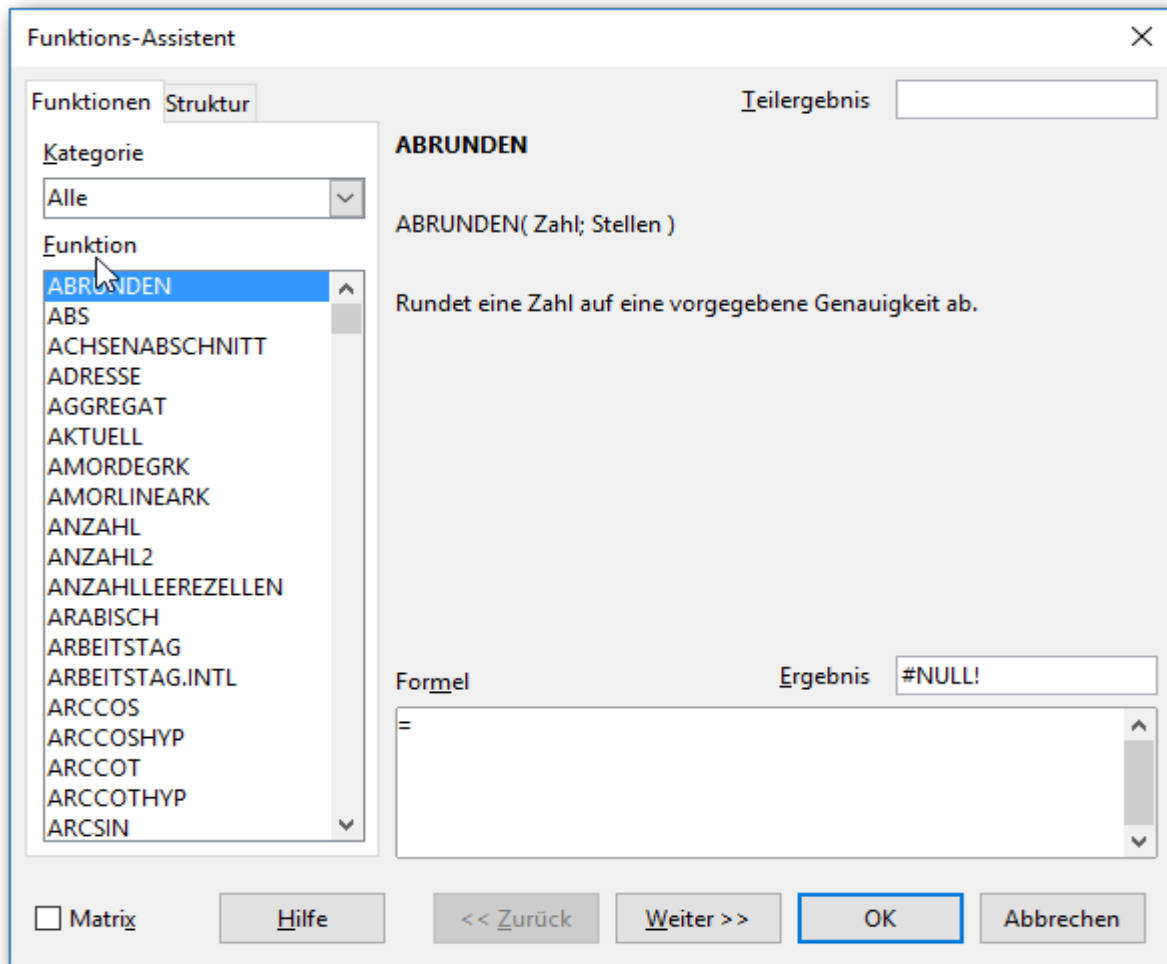 Funktions-Assistent
Funktionen Struktur
Teilergebnis
Kategorie
Alle
Funktion
ABRUNDEN
ABS
ACHSENABSCHNITT
ADRESSE
AGGREGAT
AKTUELL
AMORDEGRK
AMORLINEARK
ANZAHL
ANZAHL2
ANZAHLLEEREZELLEN
ARABISCH
ARBEITSTAG
ARBEITSTAG.INTL
ARCCOS
ARCCOSHYP
ARCCOT
ARCCOTHYP
ARCSIN
ABRUNDEN
ABRUNDEN( Zahl; Stellen )
Rundet eine Zahl auf eine vorgegebene Genauigkeit ab.
Formel
Ergebnis #NULL!
=
Matrix Hilfe << Zurück Weiter >> OK Abbrechen